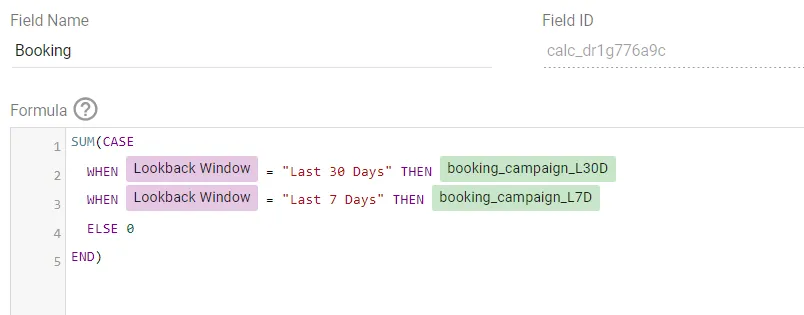 Field Name Field ID
Booking calc_dr1g776a9c
Formula ?
1 SUM(CASE
2 WHEN Lookback Window = "Last 30 Days" THEN booking_campaign_L30D
3 WHEN Lookback Window = "Last 7 Days" THEN booking_campaign_L7D
4 ELSE 0
5 END)